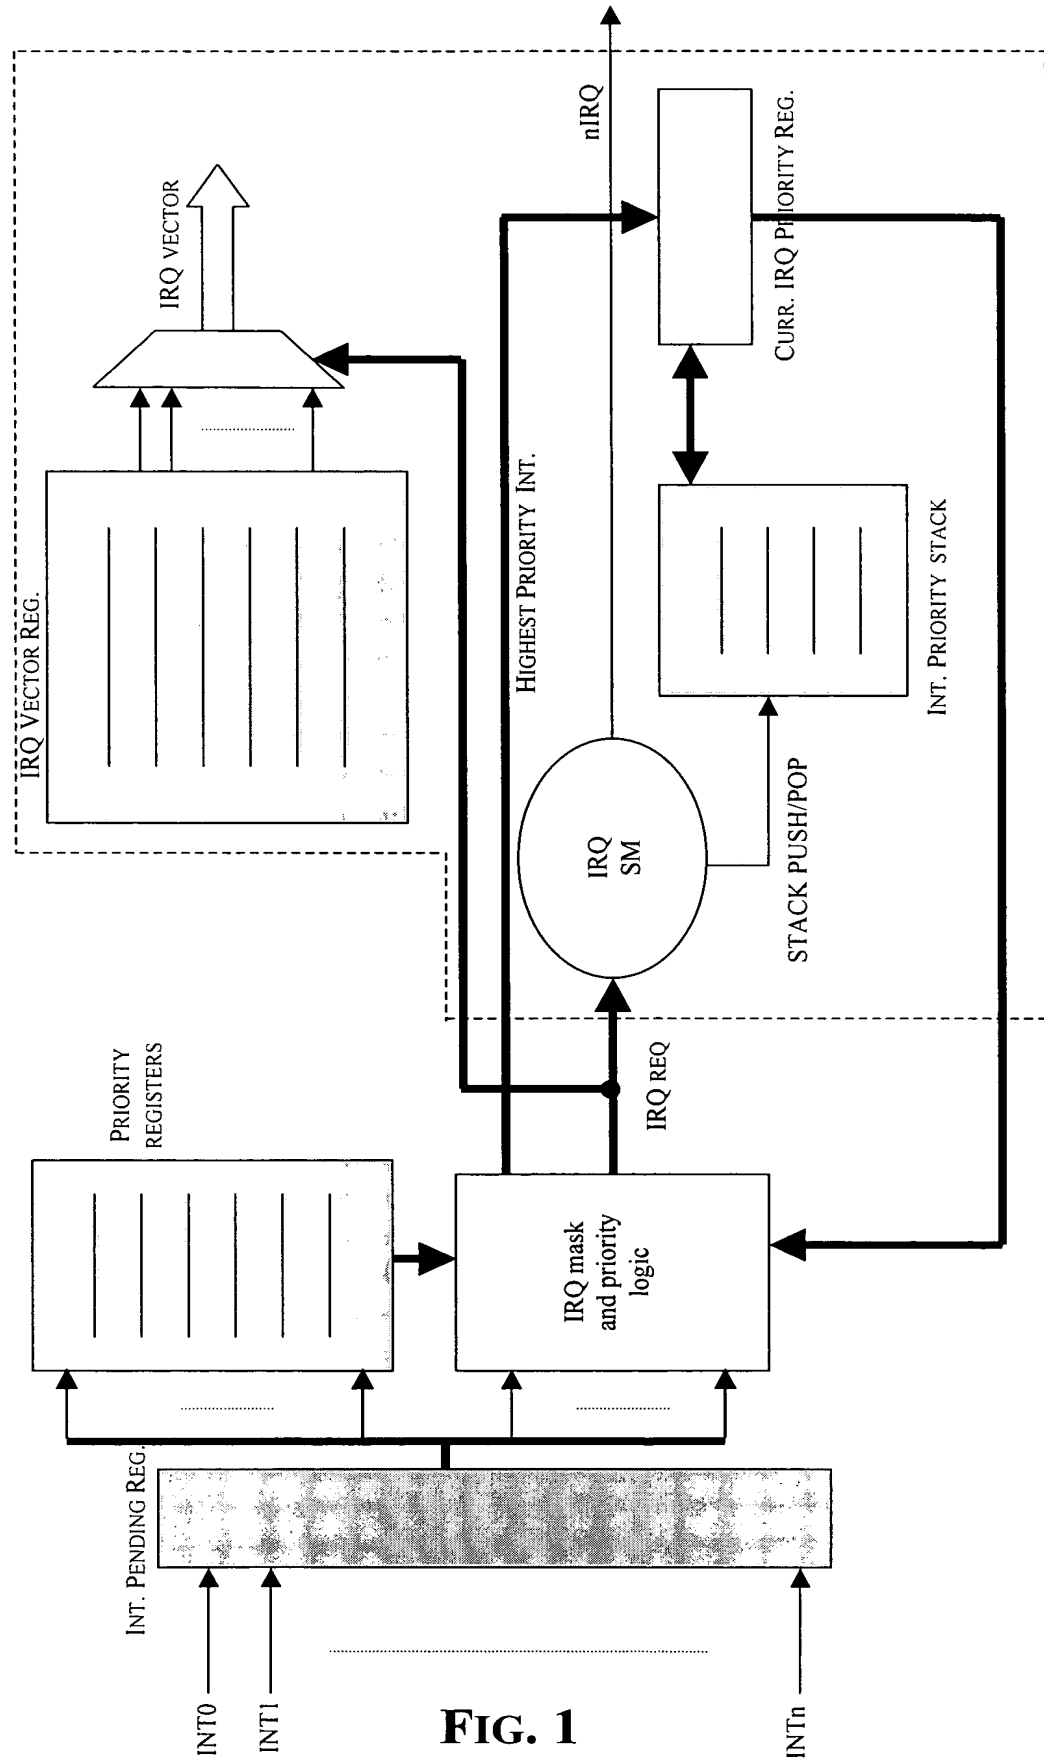 INT0
INT1
INTn
INT. PENDING REG.
PRIORITY
REGISTERS
IRQ mask
and priority
logic
IRQ REQ
IRQ VECTOR REG.
IRQ VECTOR
HIGHEST PRIORITY INT.
IRQ
SM
STACK PUSH/POP
INT. PRIORITY STACK
CURR. IRQ PRIORITY REG.
nIRQ
FIG. 1